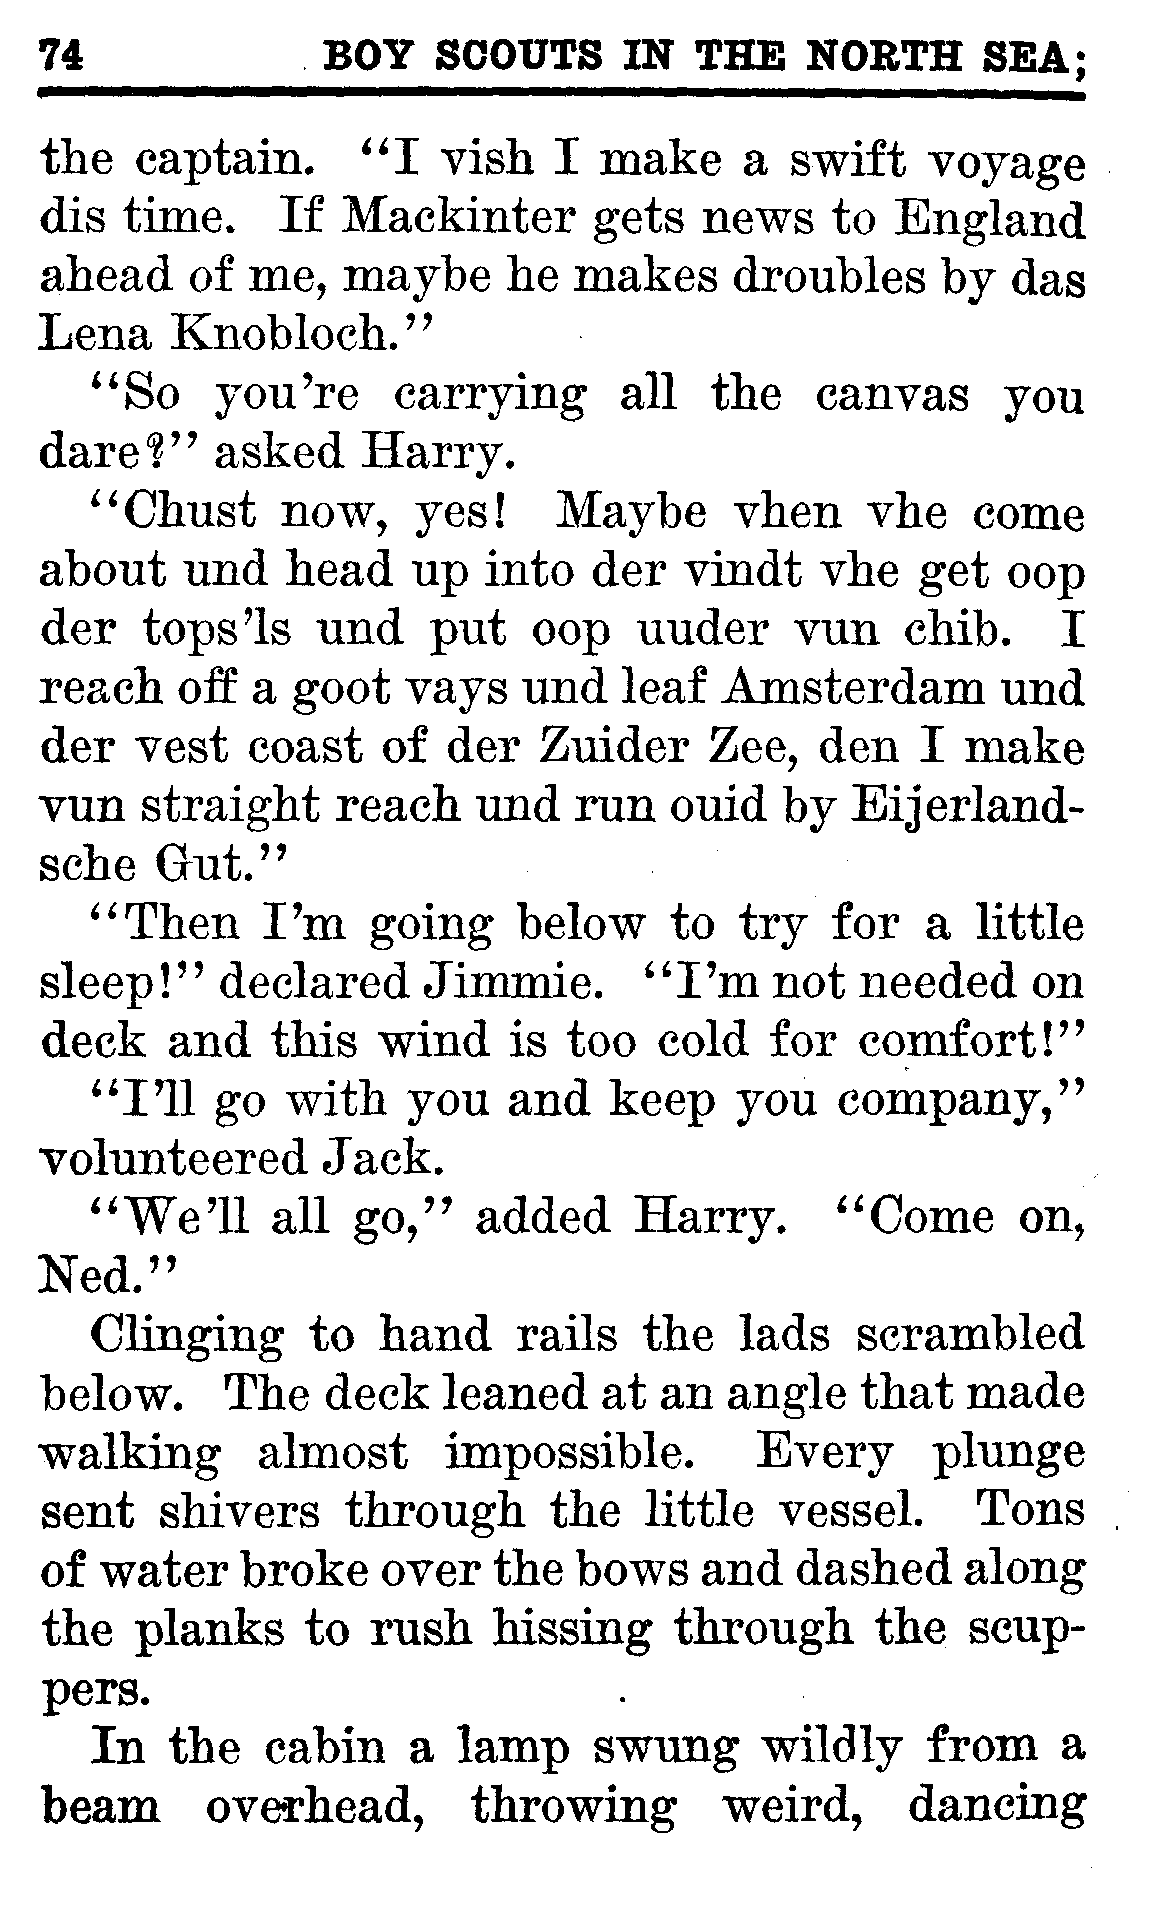 74 BOY SCOUTS IN THE NORTH SEA;
the captain. “I vish I make a swift voyage
dis time. If Mackinter gets news to England
ahead of me, maybe he makes droubles by das
Lena Knobloch.”
“So you’re carrying all the canvas you
dare?” asked Harry.
“Chust now, yes! Maybe vhen vhe come
about und head up into der vindt vhe get oop
der tops’ls und put oop uuder vun chib. I
reach off a goot vays und leaf Amsterdam und
der vest coast of der Zuider Zee, den I make
vun straight reach und run ouid by Eijerland-
sche Gut.”
“Then I’m going below to try for a little
sleep!” declared Jimmie. “I’m not needed on
deck and this wind is too cold for comfort!”
“I’ll go with you and keep you company,”
volunteered Jack.
“We’ll all go,” added Harry. “Come on,
Ned.”
Clinging to hand rails the lads scrambled
below. The deck leaned at an angle that made
walking almost impossible. Every plunge
sent shivers through the little vessel. Tons
of water broke over the bows and dashed along
the planks to rush hissing through the scup-
pers.
In the cabin a lamp swung wildly from a
beam overhead, throwing weird, dancing